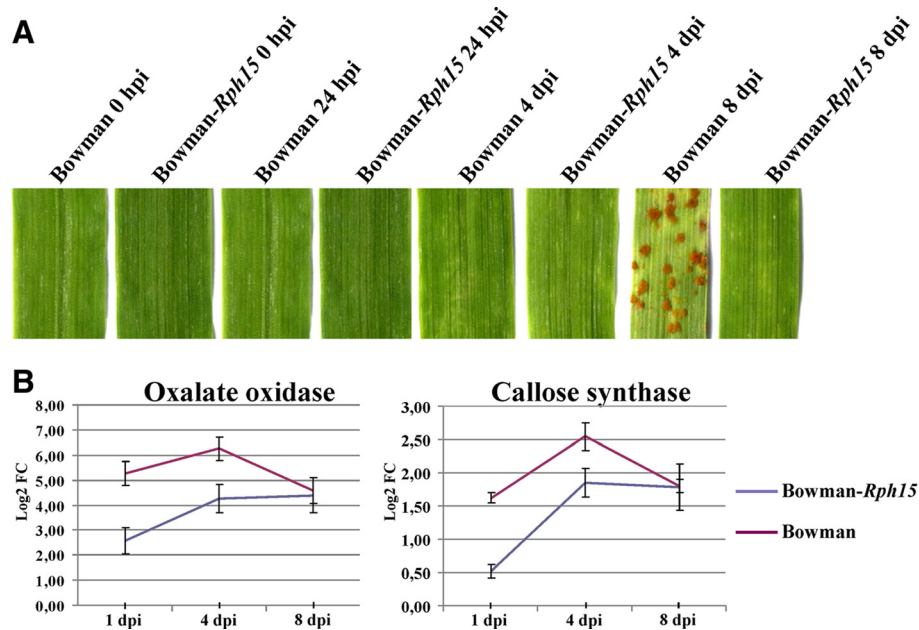 A
Bowman 0 hpi
Bowman-Rph15 0 hpi
Bowman 24 hpi
Bowman-Rph15 24 hpi
Bowman 4 dpi
Bowman-Rph15 4 dpi
Bowman 8 dpi
Bowman-Rph15 8 dpi
B
Oxalate oxidase
8,00
7,00
6,00
5,00
4,00
3,00
2,00
1,00
0,00
Log2 FC
1 dpi
4 dpi
8 dpi
Callose synthase
3,00
2,50
2,00
1,50
1,00
0,50
0,00
Log2 FC
1 dpi
4 dpi
8 dpi
Bowman-Rph15
Bowman